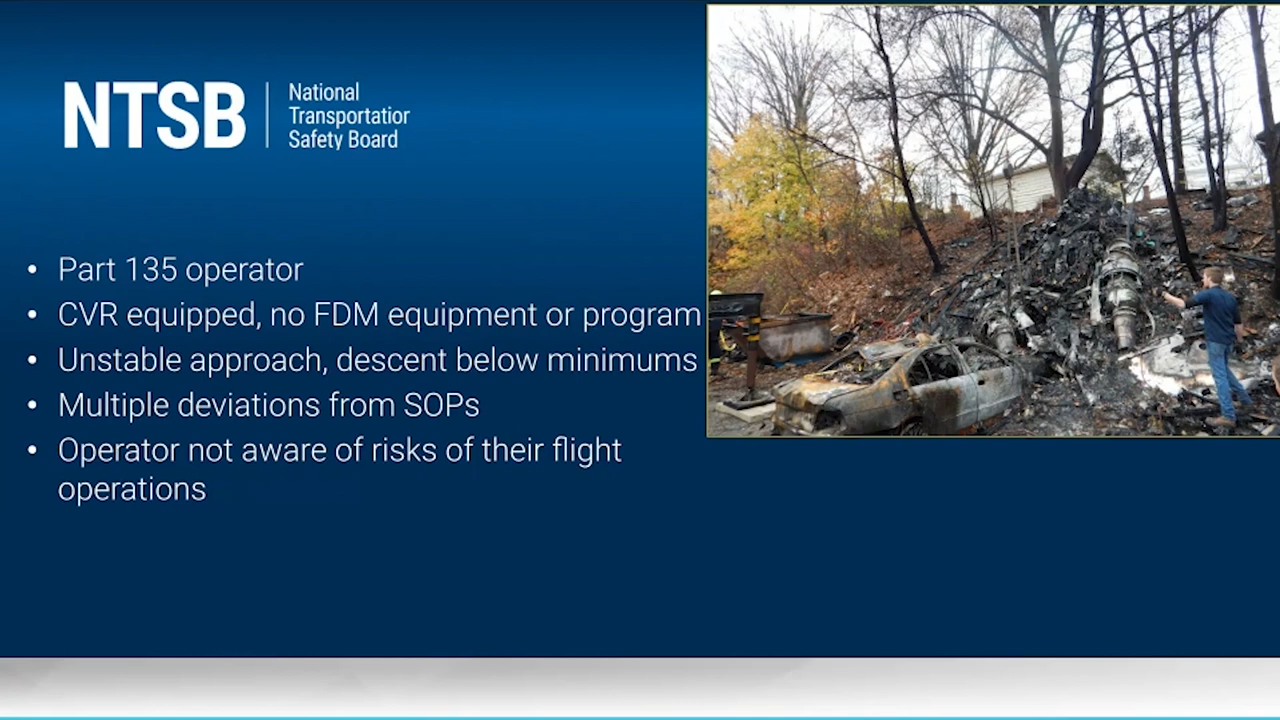 NTSB
National
Transportation
Safety Board
• Part 135 operator
• CVR equipped, no FDM equipment or program
• Unstable approach, descent below minimums
• Multiple deviations from SOPs
• Operator not aware of risks of their flight
operations